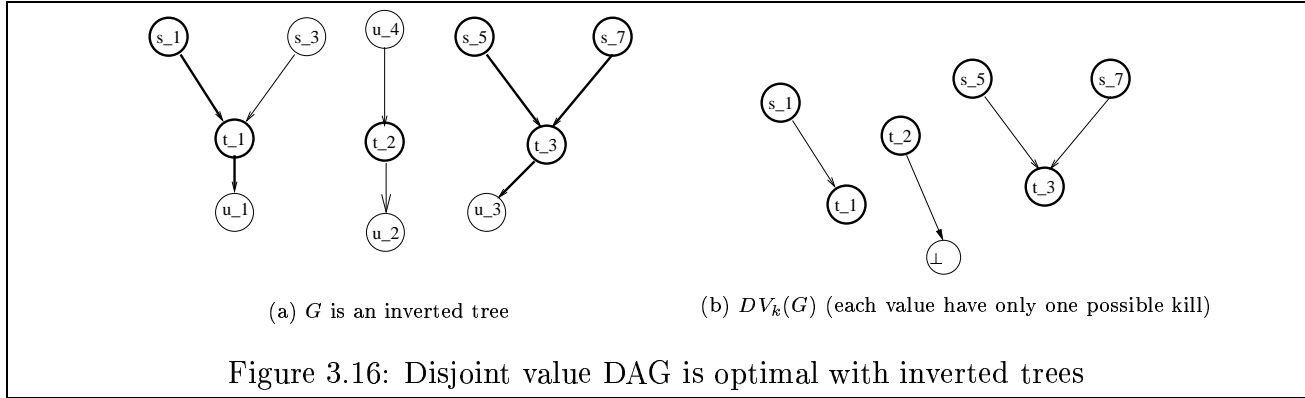 s_1
s_3
u_4
s_5
s_7
t_1
t_2
t_3
u_1
u_2
u_3
s_1
t_2
s_5
s_7
t_1
t_3
⊥
(a) G is an inverted tree
(b) DV_k(G) (each value have only one possible kill)
Figure 3.16: Disjoint value DAG is optimal with inverted trees